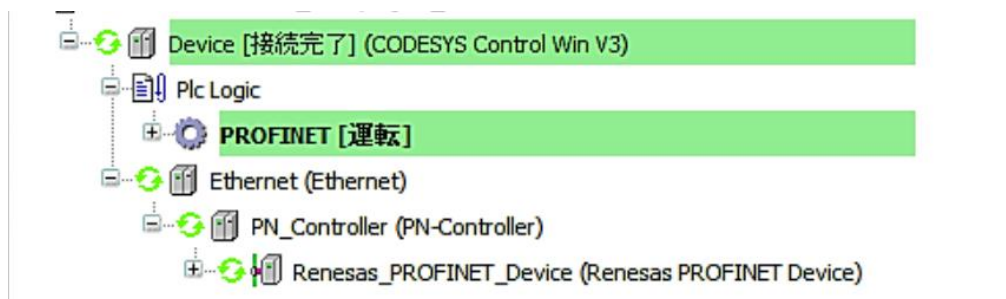 Device [接続完了] (CODESYS Control Win V3)
Plc Logic
PROFINET [運転]
Ethernet (Ethernet)
PN_Controller (PN-Controller)
Renesas_PROFINET_Device (Renesas PROFINET Device)